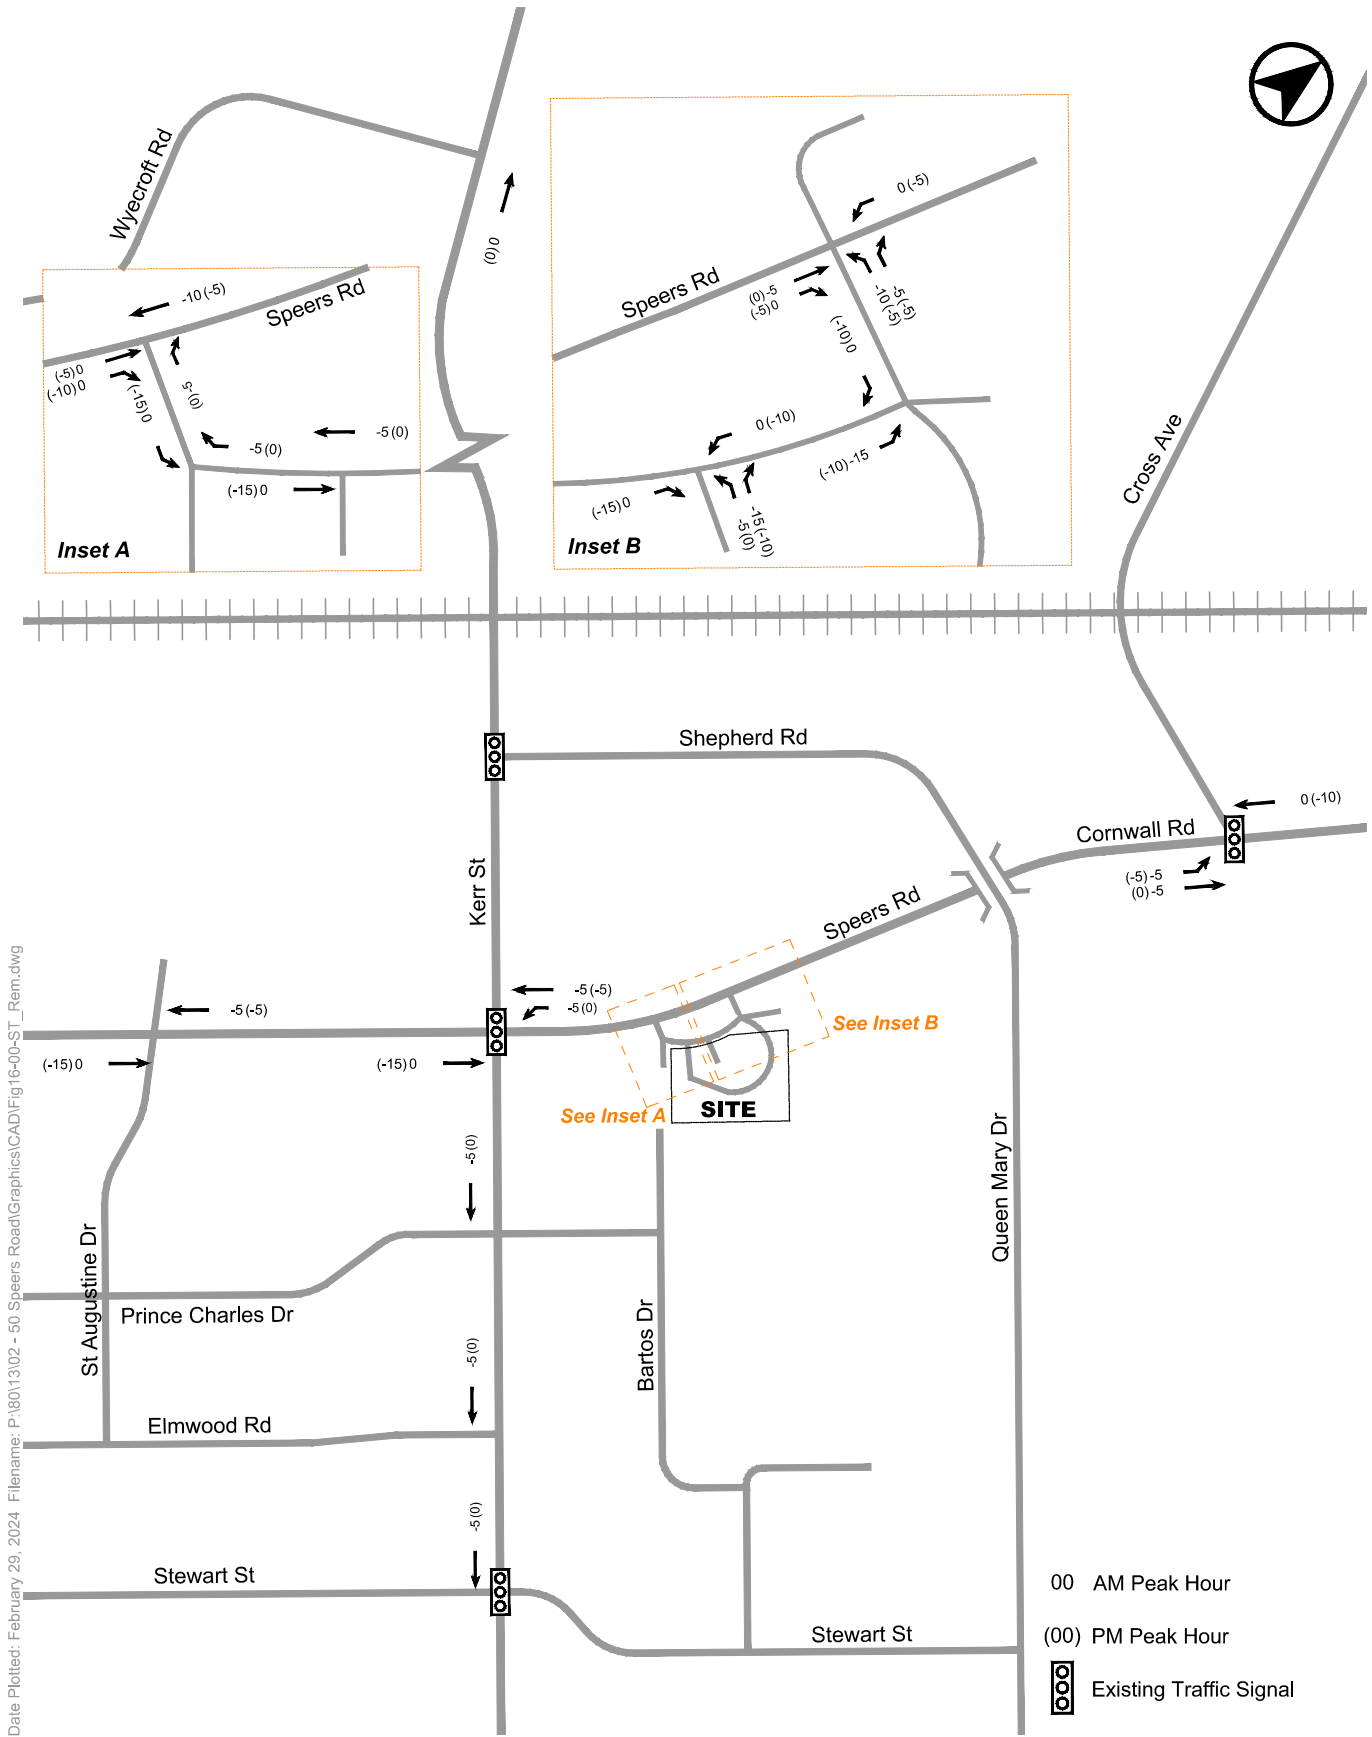 Wyecroft Rd
(0)0
-10 (-5)
Speers Rd
(-5)0
(-10)0
(-15)0
-5 (0)
-5 (0)
-5 (0)
(-15)0
Inset A
0 (-5)
Speers Rd
(0)-5
(-5)0
-5 (-5)
-10 (-5)
(-10)0
0 (-10)
(-10)-15
(-15)0
-15 (-10)
-5 (0)
Inset B
Cross Ave
Shepherd Rd
Kerr St
0 (-10)
Cornwall Rd
(-5)-5
(0)-5
Speers Rd
-5 (-5)
(-15)0
-5 (-5)
-5 (0)
(-15)0
See Inset B
See Inset A
SITE
-5 (0)
Queen Mary Dr
St Augustine Dr
Prince Charles Dr
Bartos Dr
-5 (0)
Elmwood Rd
-5 (0)
Stewart St
Stewart St
00 AM Peak Hour
(00) PM Peak Hour
Existing Traffic Signal
Date Plotted: February 29, 2024 Filename: P:\80\13\02 - 50 Speers Road\Graphics\CAD\Fig16-00-ST_Rem.dwg